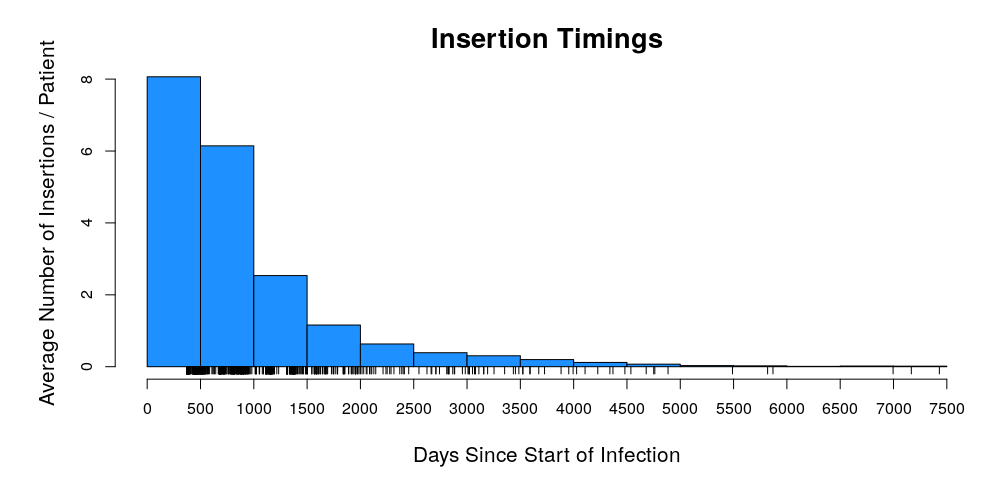 Insertion Timings
Average Number of Insertions / Patient
8
6
4
2
0
0 500 1000 1500 2000 2500 3000 3500 4000 4500 5000 5500 6000 6500 7000 7500
Days Since Start of Infection